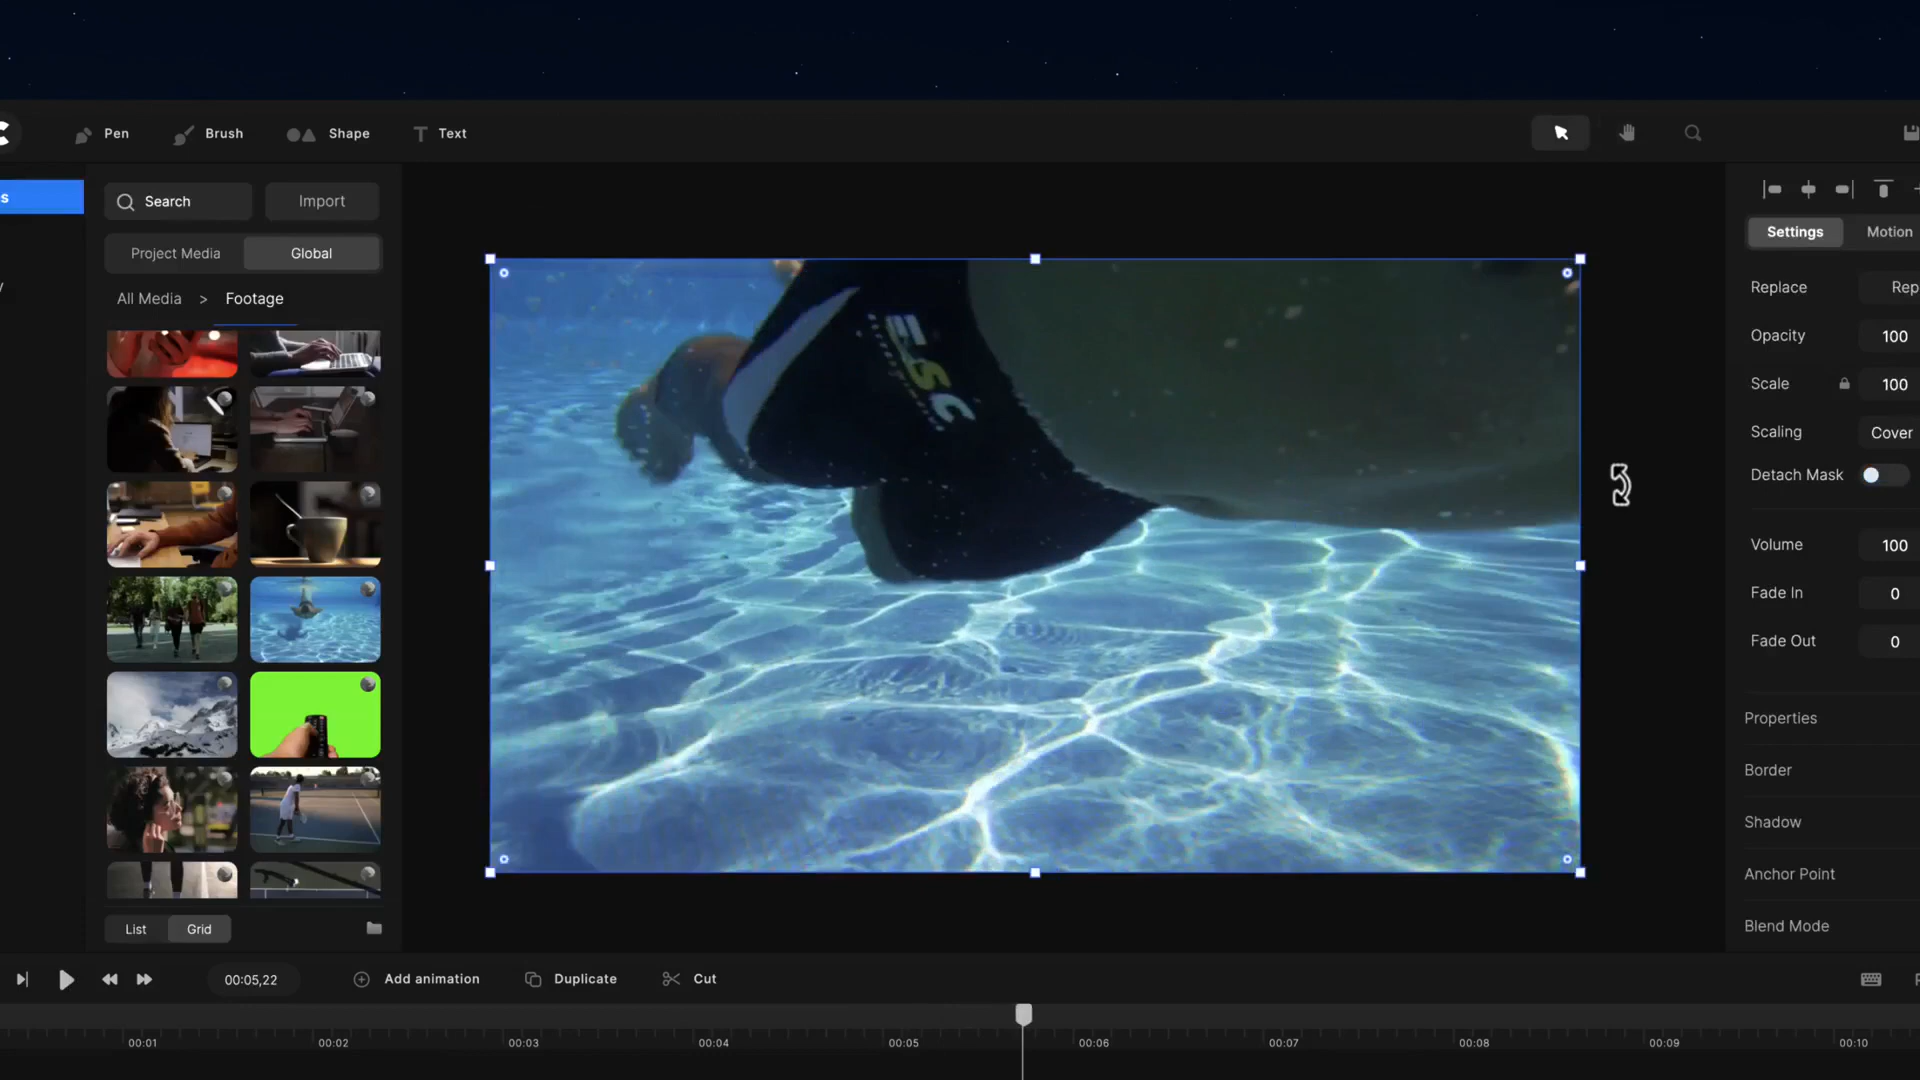 Pen
Brush
Shape
Text
s
Search
Import
Project Media
Global
All Media > Footage
List
Grid
ESC
Settings
Motion
Replace
Rep
Opacity
100
Scale
100
Scaling
Cover
Detach Mask
Volume
100
Fade In
0
Fade Out
0
Properties
Border
Shadow
Anchor Point
Blend Mode
00:05,22
Add animation
Duplicate
Cut
00:01
00:02
00:03
00:04
00:05
00:06
00:07
00:08
00:09
00:10